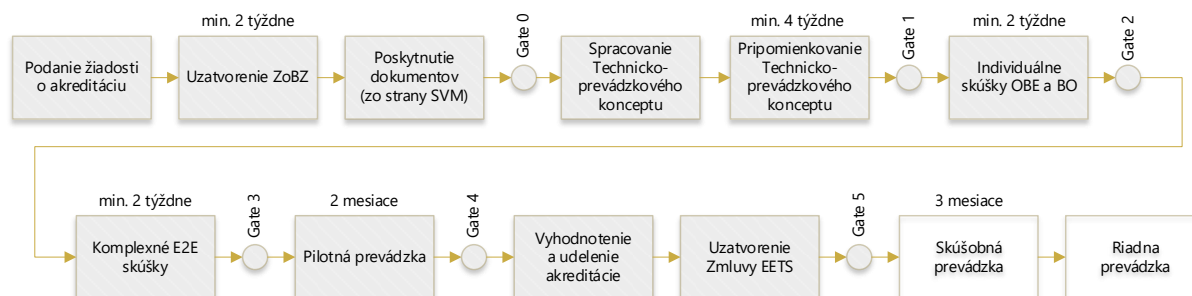 min. 2 týždne
min. 4 týždne
min. 2 týždne
Podanie žiadosti
o akreditáciu
Uzatvorenie ZoBZ
Poskytnutie
dokumentov
(zo strany SVM)
Gate 0
Spracovanie
Technicko-
prevádzkového
konceptu
Pripomienkovanie
Technicko-
prevádzkového
konceptu
Gate 1
Individuálne
skúšky OBE a BO
Gate 2
min. 2 týždne
2 mesiace
3 mesiace
Komplexné E2E
skúšky
Gate 3
Pilotná prevádzka
Gate 4
Vyhodnotenie
a udelenie
akreditácie
Uzatvorenie
Zmluvy EETS
Gate 5
Skúšobná
prevádzka
Riadna
prevádzka